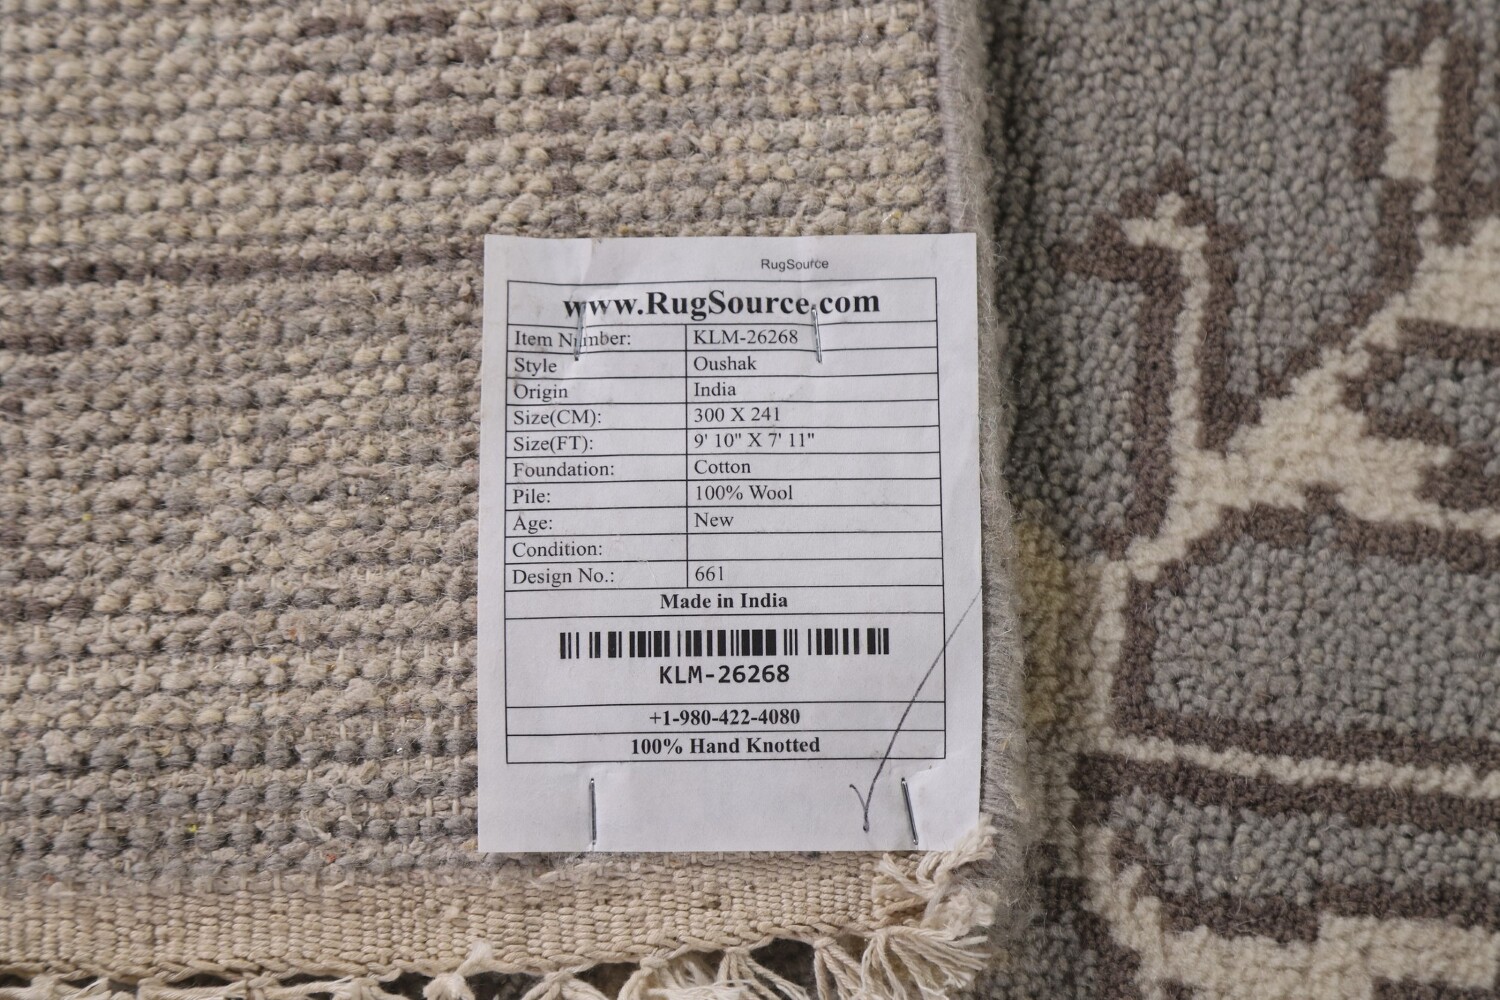 RugSource
www.RugSource.com
Item Number: KLM-26268
Style Oushak
Origin India
Size(CM): 300 X 241
Size(FT): 9' 10" X 7' 11"
Foundation: Cotton
Pile: 100% Wool
Age: New
Condition:
Design No.: 661
Made in India
KLM-26268
+1-980-422-4080
100% Hand Knotted